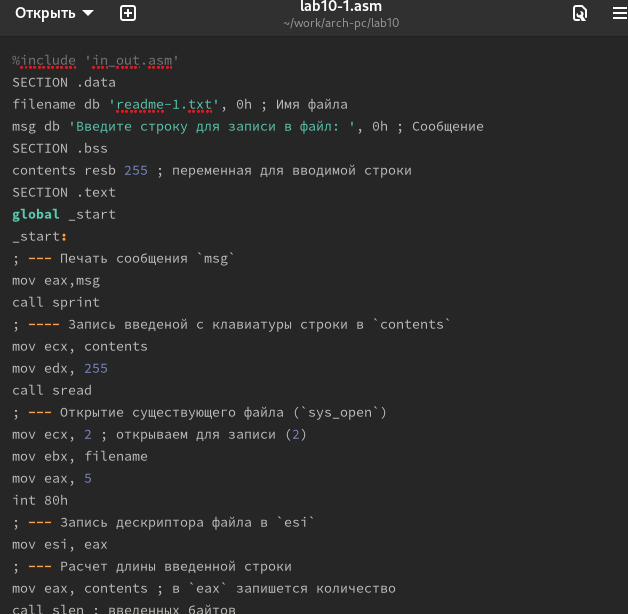 Открыть
lab10-1.asm
~/work/arch-pc/lab10
%include 'in_out.asm'
SECTION .data
filename db 'readme-1.txt', 0h ; Имя файла
msg db 'Введите строку для записи в файл: ', 0h ; Сообщение
SECTION .bss
contents resb 255 ; переменная для вводимой строки
SECTION .text
global _start
_start:
; --- Печать сообщения `msg`
mov eax,msg
call sprint
; ---- Запись введеной с клавиатуры строки в `contents`
mov ecx, contents
mov edx, 255
call sread
; --- Открытие существующего файла (`sys_open`)
mov ecx, 2 ; открываем для записи (2)
mov ebx, filename
mov eax, 5
int 80h
; --- Запись дескриптора файла в `esi`
mov esi, eax
; --- Расчет длины введенной строки
mov eax, contents ; в `eax` запишется количество
call slen ; введенных байтов